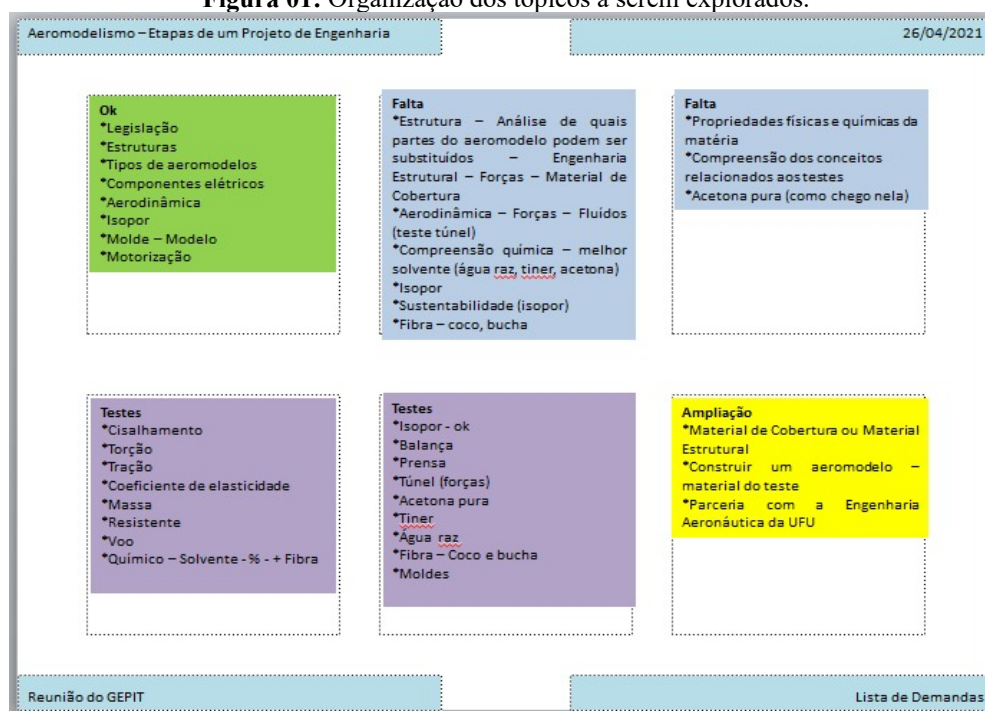 Figura 01: Organização dos tópicos a serem explorados.
Aeromodelismo – Etapas de um Projeto de Engenharia
26/04/2021
Ok
*Legislação
*Estruturas
*Tipos de aeromodelos
*Componentes elétricos
*Aerodinâmica
*Isopor
*Molde – Modelo
*Motorização
Falta
*Estrutura – Análise de quais
partes do aeromodelo podem ser
substituídos – Engenharia
Estrutural – Forças – Material de
Cobertura
*Aerodinâmica – Forças – Fluídos
(teste túnel)
*Compreensão química – melhor
solvente (água raz, tiner, acetona)
*Isopor
*Sustentabilidade (isopor)
*Fibra – coco, bucha
Falta
*Propriedades físicas e químicas da
matéria
*Compreensão dos conceitos
relacionados aos testes
*Acetona pura (como chego nela)
Testes
*Cisalhamento
*Torção
*Tração
*Coeficiente de elasticidade
*Massa
*Resistente
*Voo
*Químico – Solvente - % - + Fibra
Testes
*Isopor - ok
*Balança
*Prensa
*Túnel (forças)
*Acetona pura
*Tiner
*Água raz
*Fibra – Coco e bucha
*Moldes
Ampliação
*Material de Cobertura ou Material
Estrutural
*Construir um aeromodelo –
material do teste
*Parceria com a Engenharia
Aeronáutica da UFU
Reunião do GEPIT
Lista de Demandas